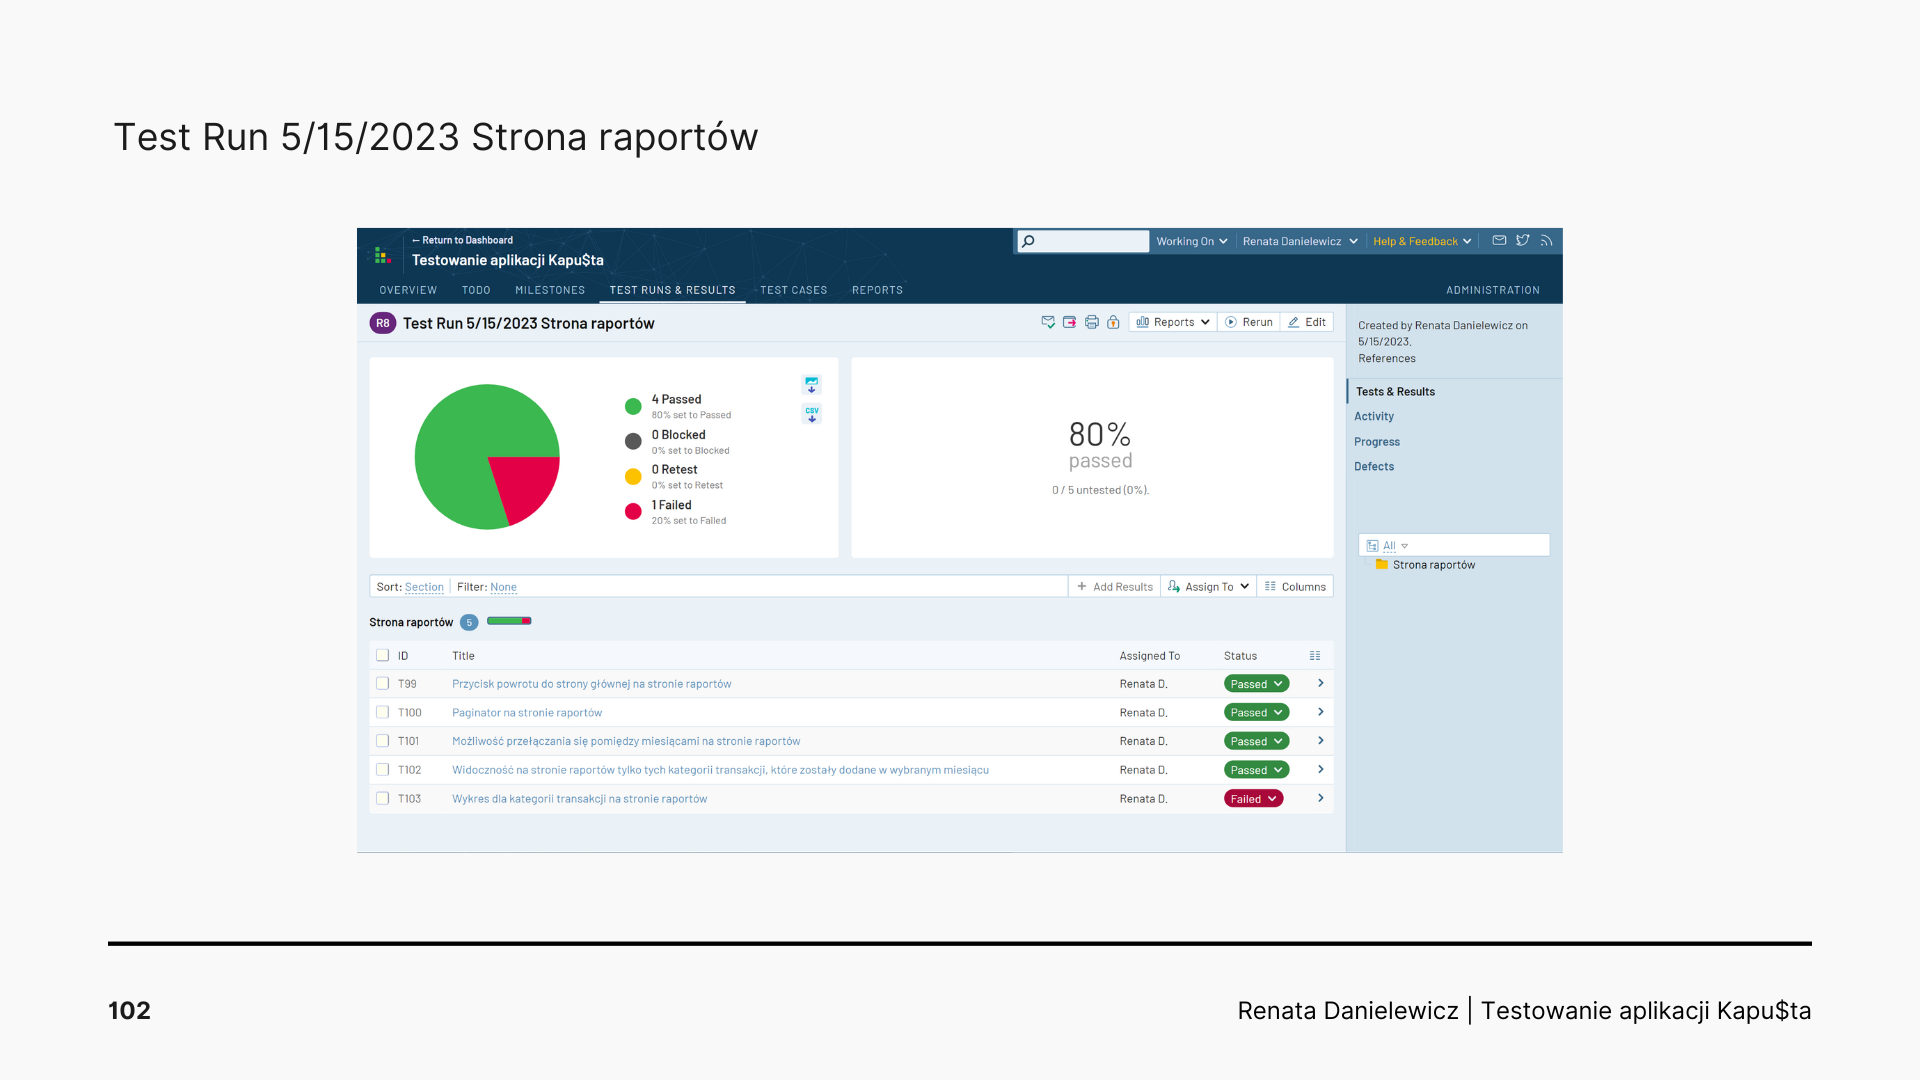 Test Run 5/15/2023 Strona raportów
← Return to Dashboard
Testowanie aplikacji Kapu$ta
Working On
Renata Danielewicz
Help & Feedback
OVERVIEW TODO MILESTONES TEST RUNS & RESULTS TEST CASES REPORTS ADMINISTRATION
R8 Test Run 5/15/2023 Strona raportów
Reports Rerun Edit
4 Passed
80% set to Passed
0 Blocked
0% set to Blocked
0 Retest
0% set to Retest
1 Failed
20% set to Failed
CSV
80%
passed
0 / 5 untested (0%).
Created by Renata Danielewicz on
5/15/2023.
References
Tests & Results
Activity
Progress
Defects
All
Strona raportów
Sort: Section Filter: None
+ Add Results Assign To Columns
Strona raportów 5
ID Title Assigned To Status
T99 Przycisk powrotu do strony głównej na stronie raportów Renata D. Passed
T100 Paginator na stronie raportów Renata D. Passed
T101 Możliwość przełączania się pomiędzy miesiącami na stronie raportów Renata D. Passed
T102 Widoczność na stronie raportów tylko tych kategorii transakcji, które zostały dodane w wybranym miesiącu Renata D. Passed
T103 Wykres dla kategorii transakcji na stronie raportów Renata D. Failed
102
Renata Danielewicz | Testowanie aplikacji Kapu$ta